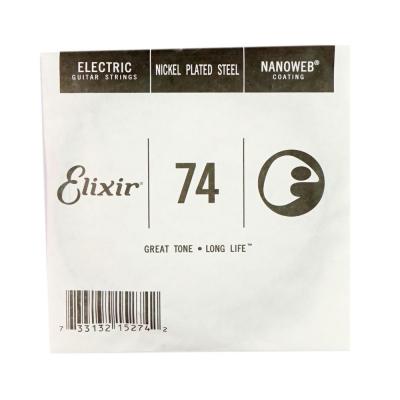 ELECTRIC
GUITAR STRINGS
NICKEL PLATED STEEL
NANOWEB®
COATING
Elixir®
74
GREAT TONE • LONG LIFE™
7 33132 15274 2